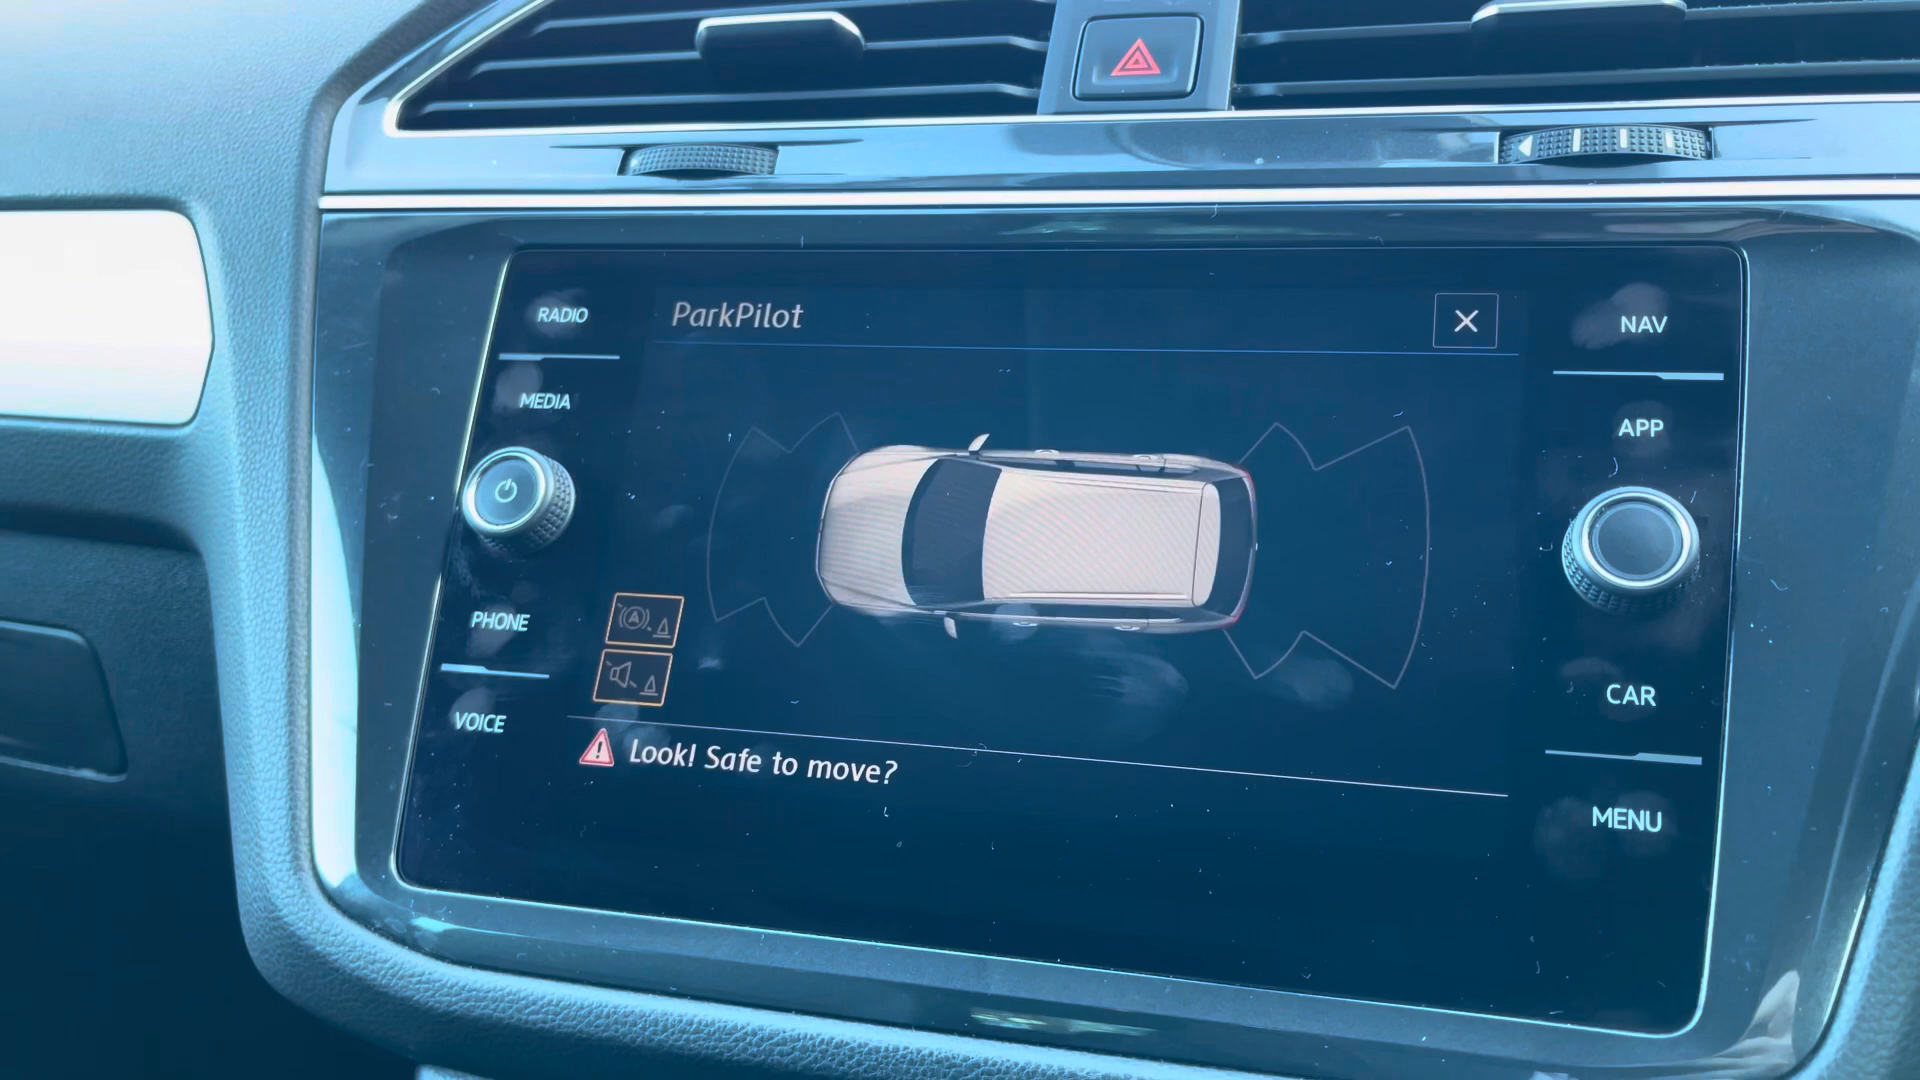 RADIO
ParkPilot
NAV
MEDIA
APP
PHONE
A
CAR
VOICE
Look! Safe to move?
MENU